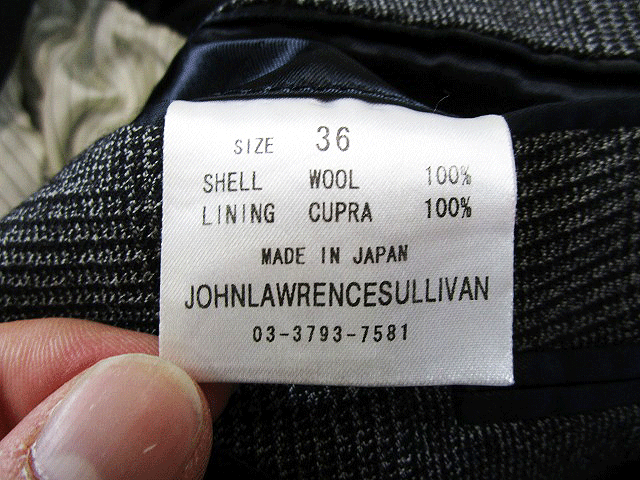 SIZE 36
SHELL WOOL 100%
LINING CUPRA 100%
MADE IN JAPAN
JOHNLAWRENCESULLIVAN
03-3793-7581